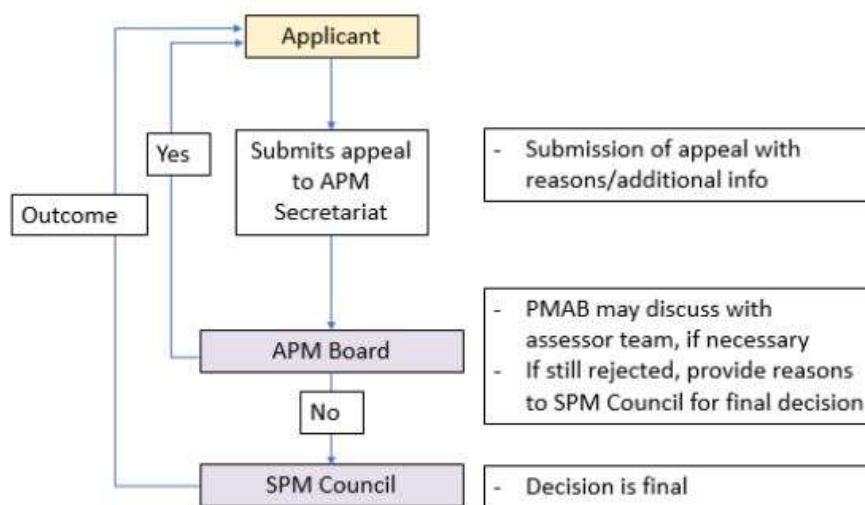 Applicant
Yes
Submits appeal
to APM
Secretariat
- Submission of appeal with
reasons/additional info
Outcome
APM Board
- PMAB may discuss with
assessor team, if necessary
- If still rejected, provide reasons
to SPM Council for final decision
No
SPM Council
- Decision is final